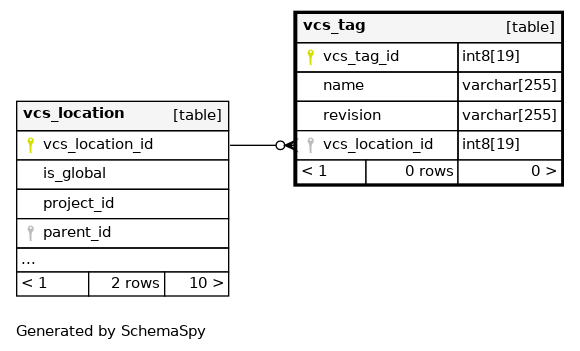 vcs_tag [table]
vcs_tag_id int8[19]
name varchar[255]
revision varchar[255]
vcs_location_id int8[19]
< 1 0 rows 0 >
vcs_location [table]
vcs_location_id
is_global
project_id
parent_id
...
< 1 2 rows 10 >
Generated by SchemaSpy